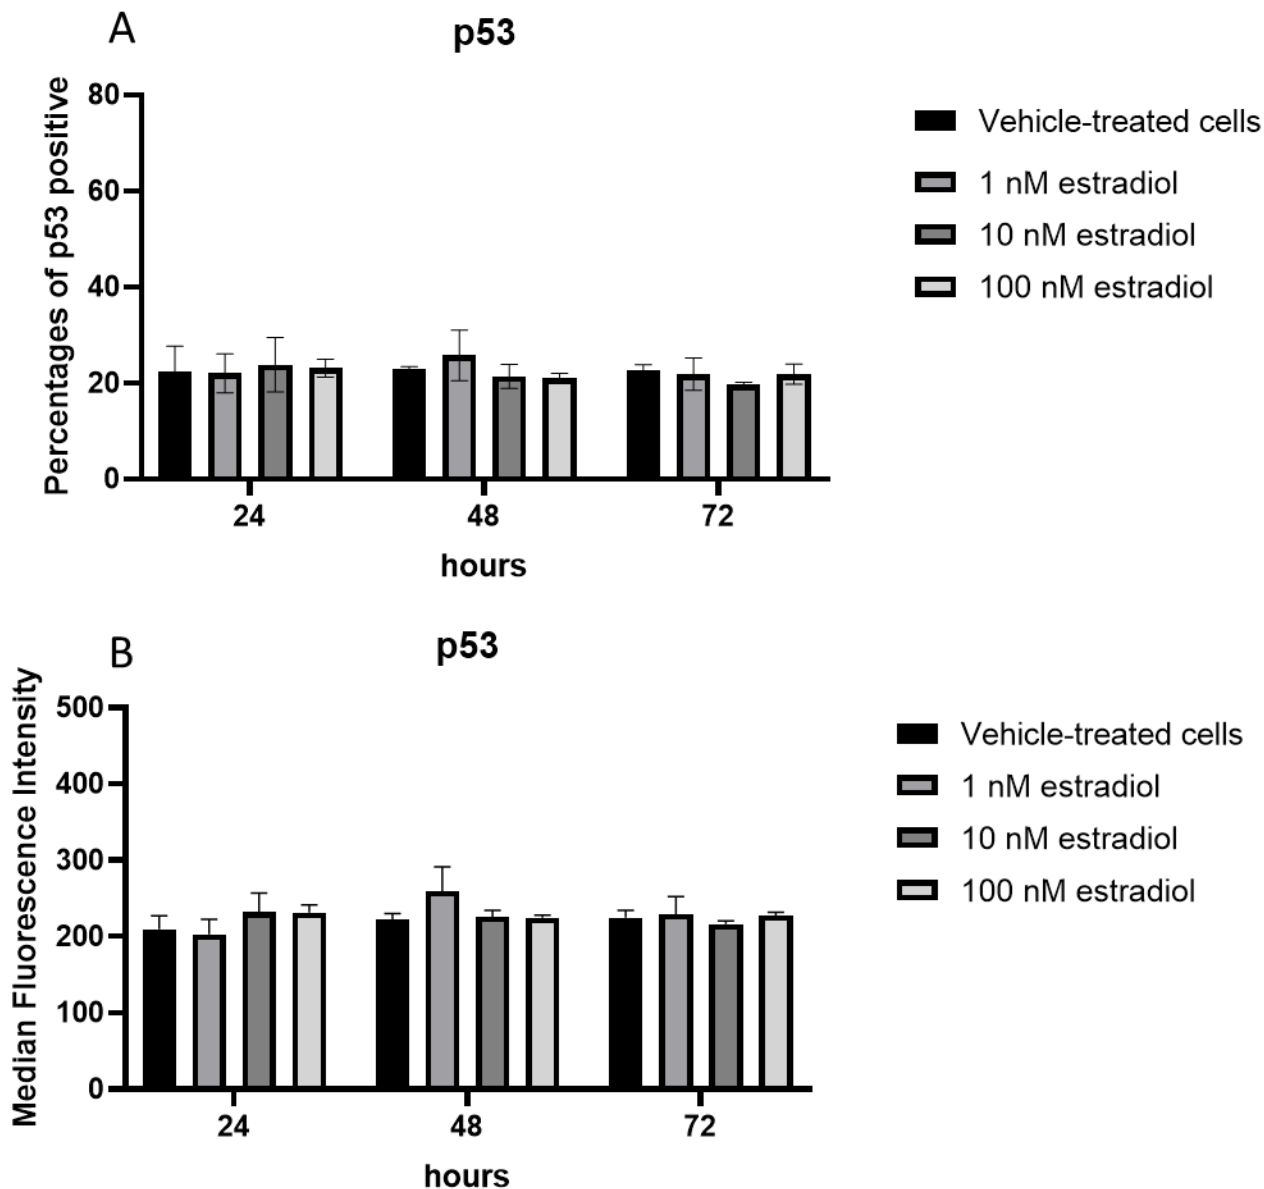 A
p53
Percentages of p53 positive
80
60
40
20
0
24
48
72
hours
Vehicle-treated cells
1 nM estradiol
10 nM estradiol
100 nM estradiol
B
p53
Median Fluorescence Intensity
500
400
300
200
100
0
24
48
72
hours
Vehicle-treated cells
1 nM estradiol
10 nM estradiol
100 nM estradiol